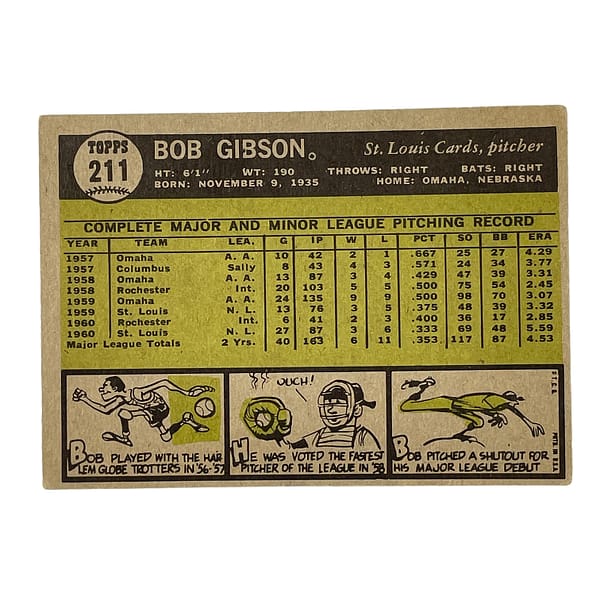 TOPPS
211
BOB GIBSON.
St. Louis Cards, pitcher
HT: 6'1" WT: 190 THROWS: RIGHT BATS: RIGHT
BORN: NOVEMBER 9, 1935 HOME: OMAHA, NEBRASKA
COMPLETE MAJOR AND MINOR LEAGUE PITCHING RECORD
YEAR TEAM LEA. G IP W L PCT SO BB ERA
1957 Omaha A. A. 10 42 2 1 .667 25 27 4.29
1957 Columbus Sally 8 43 4 3 .571 24 34 3.77
1958 Omaha A. A. 13 87 3 4 .429 47 39 3.31
1958 Rochester Int. 20 103 5 5 .500 75 54 2.45
1959 Omaha A. A. 24 135 9 9 .500 98 70 3.07
1959 St. Louis N. L. 13 76 3 5 .375 48 39 3.32
1960 Rochester Int. 6 41 2 3 .400 36 17 2.85
1960 St. Louis N. L. 27 87 3 6 .333 69 48 5.59
Major League Totals 2 Yrs. 40 163 6 11 .353 117 87 4.53
BOB PLAYED WITH THE HAR
LEM GLOBE TROTTERS IN '56-'57
OUCH!
HE WAS VOTED THE FASTEST
PITCHER OF THE LEAGUE IN '58
BOB PITCHED A SHUTOUT FOR
HIS MAJOR LEAGUE DEBUT